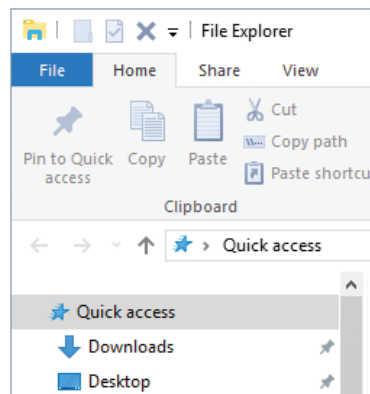 File Explorer
File Home Share View
Pin to Quick access
Copy
Paste
Cut
Copy path
Paste shortcu
Clipboard
Quick access
Quick access
Downloads
Desktop